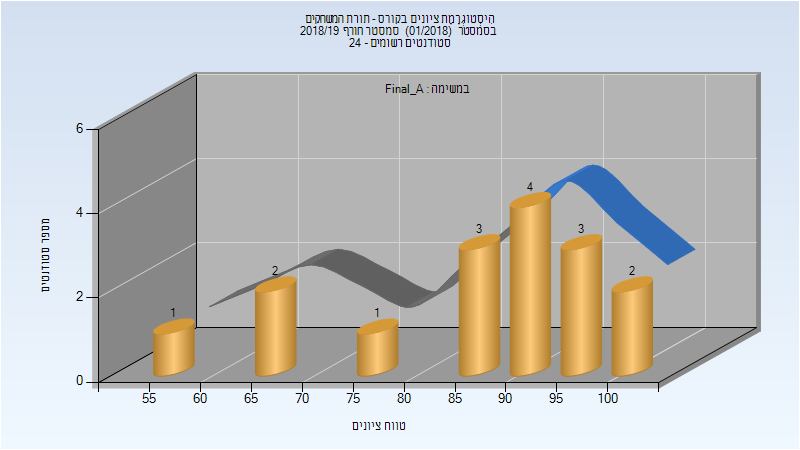 היסטוגרמת ציונים בקורס - תורת המשחקים
בסמסטר (01/2018) סמסטר חורף 2018/19
סטודנטים רשומים - 24
במשימה : Final_A
מספר סטודנטים
6
4
2
0
1
2
1
3
4
3
2
55 60 65 70 75 80 85 90 95 100
טווח ציונים